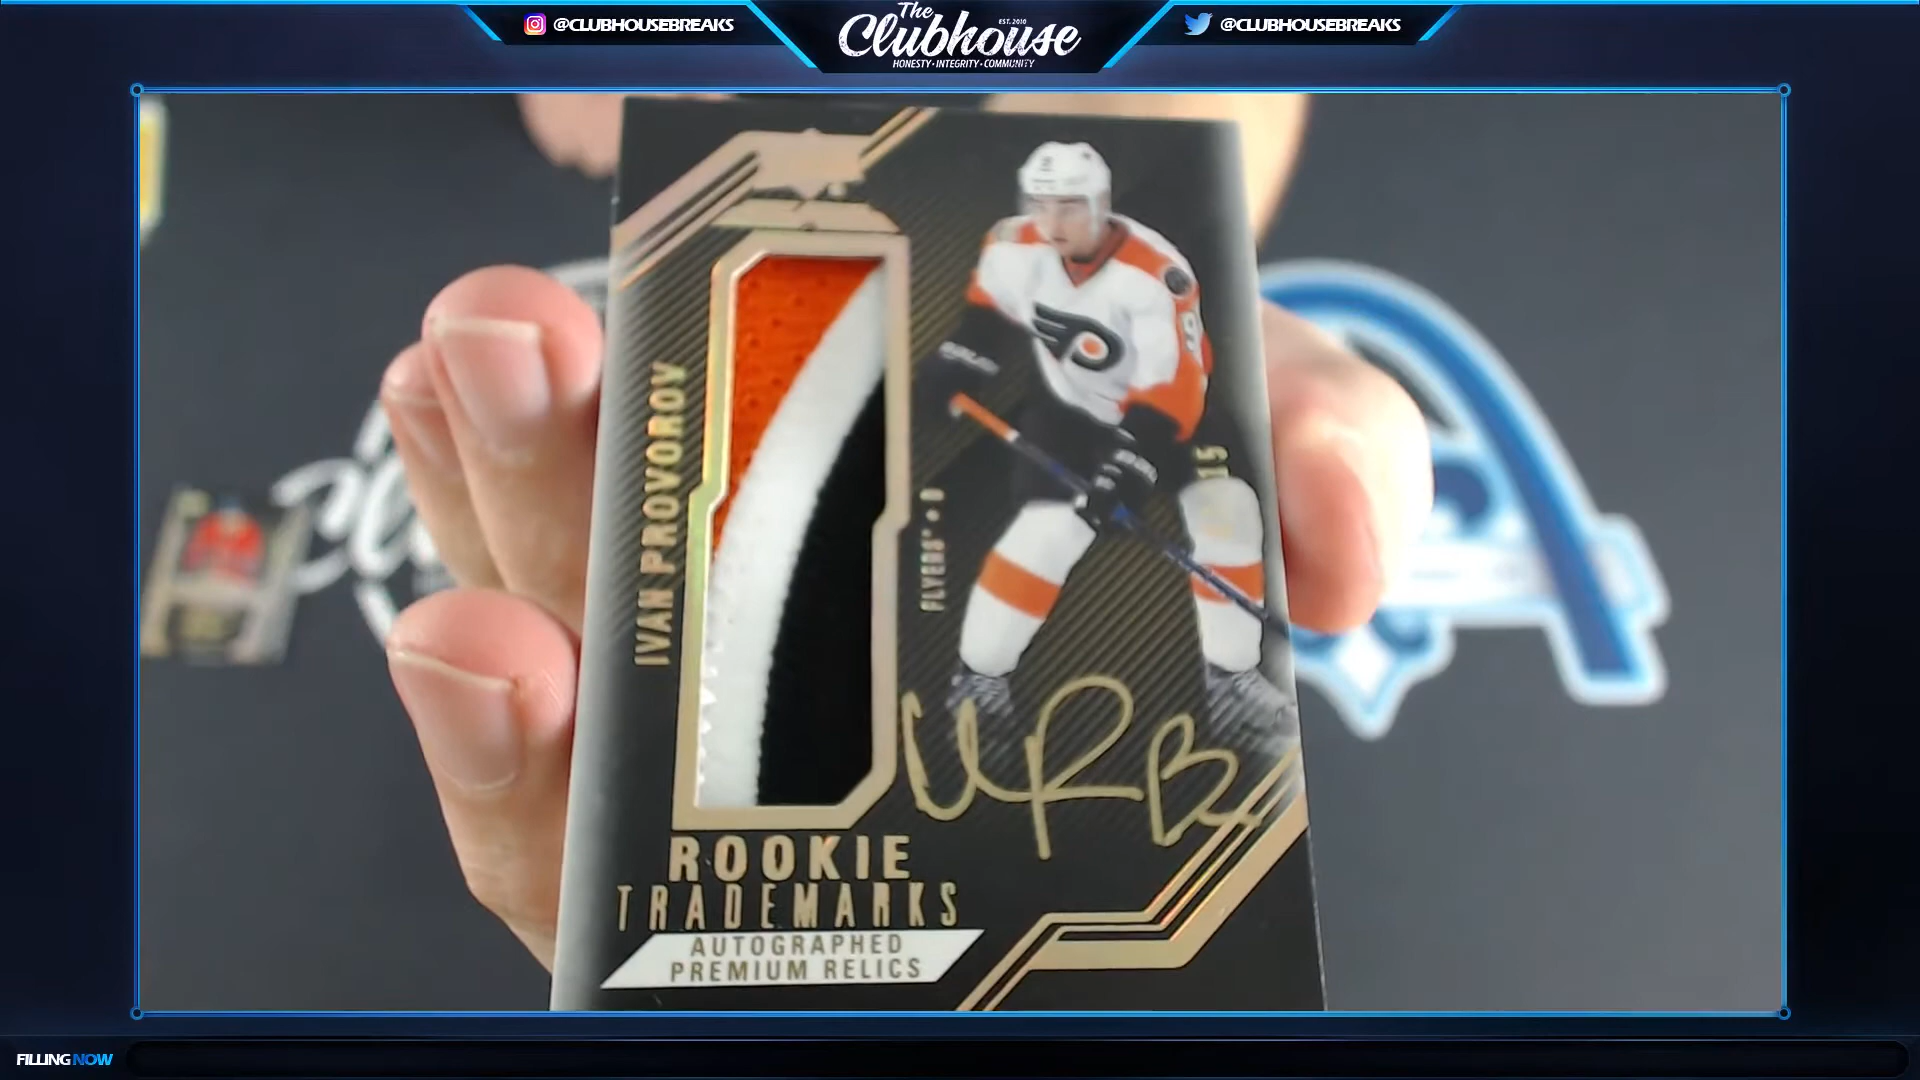 @CLUBHOUSEBREAKS
The
Clubhouse
EST. 2010
HONESTY • INTEGRITY • COMMUNITY
@CLUBHOUSEBREAKS
IVAN PROVOROV
FLYERS • D
15
ROOKIE
TRADEMARKS
AUTOGRAPHED
PREMIUM RELICS
FILLING NOW